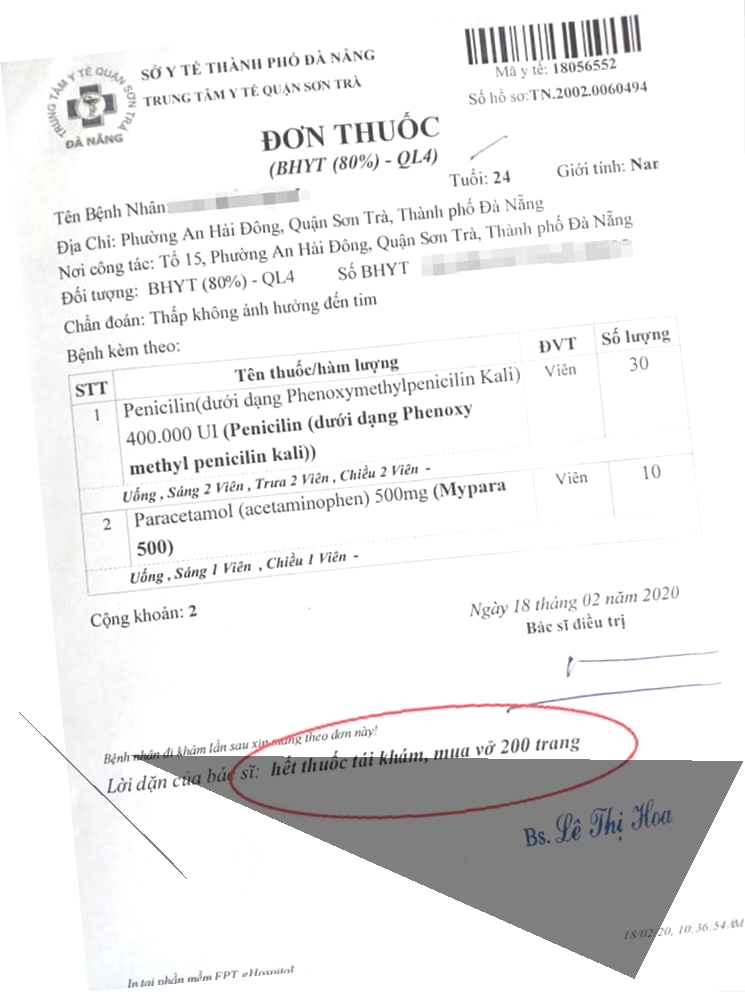 TRUNG TÂM Y TẾ QUẬN SƠN TRÀ
ĐÀ NẴNG
SỞ Y TẾ THÀNH PHỐ ĐÀ NẴNG
TRUNG TÂM Y TẾ QUẬN SƠN TRÀ
Mã y tế: 18056552
Số hồ sơ:TN.2002.0060494
ĐƠN THUỐC
(BHYT (80%) - QL4)
Tên Bệnh Nhân:
Tuổi: 24
Giới tính: Nam
Địa Chỉ: Phường An Hải Đông, Quận Sơn Trà, Thành phố Đà Nẵng
Nơi công tác: Tổ 15, Phường An Hải Đông, Quận Sơn Trà, Thành phố Đà Nẵng
Đối tượng: BHYT (80%) - QL4 Số BHYT
Chẩn đoán: Thấp không ảnh hưởng đến tim
Bệnh kèm theo:
STT Tên thuốc/hàm lượng ĐVT Số lượng
1 Penicilin(dưới dạng Phenoxymethylpenicilin Kali) Viên 30
400.000 UI (Penicilin (dưới dạng Phenoxy
methyl penicilin kali))
Uống , Sáng 2 Viên , Trưa 2 Viên , Chiều 2 Viên -
2 Paracetamol (acetaminophen) 500mg (Mypara Viên 10
500)
Uống , Sáng 1 Viên , Chiều 1 Viên -
Cộng khoản: 2
Ngày 18 tháng 02 năm 2020
Bác sĩ điều trị
Bệnh nhân đi khám lần sau xin mang theo đơn này!
Lời dặn của bác sĩ: hết thuốc tái khám, mua vở 200 trang
Bs. Lê Thị Hoa
18/02/20, 10:36:54AM
In tại phần mềm FPT eHospital